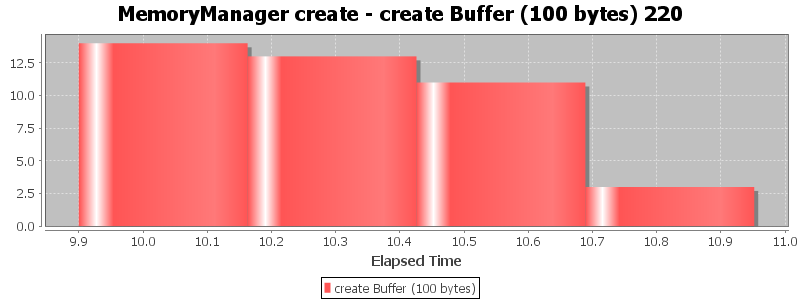 MemoryManager create - create Buffer (100 bytes) 220
12.5
10.0
7.5
5.0
2.5
0.0
9.9 10.0 10.1 10.2 10.3 10.4 10.5 10.6 10.7 10.8 10.9 11.0
Elapsed Time
create Buffer (100 bytes)